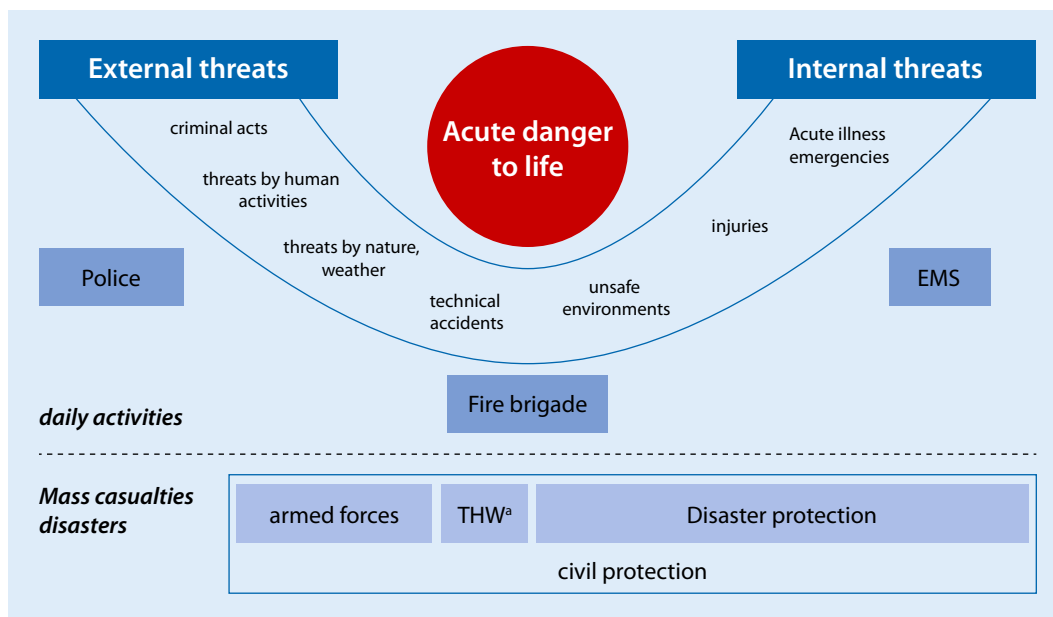 External threats
Internal threats
Acute danger
to life
criminal acts
threats by human
activities
threats by nature,
weather
technical
accidents
unsafe
environments
injuries
Acute illness
emergencies
Police
EMS
Fire brigade
daily activities
Mass casualties
disasters
armed forces
THWᵃ
Disaster protection
civil protection